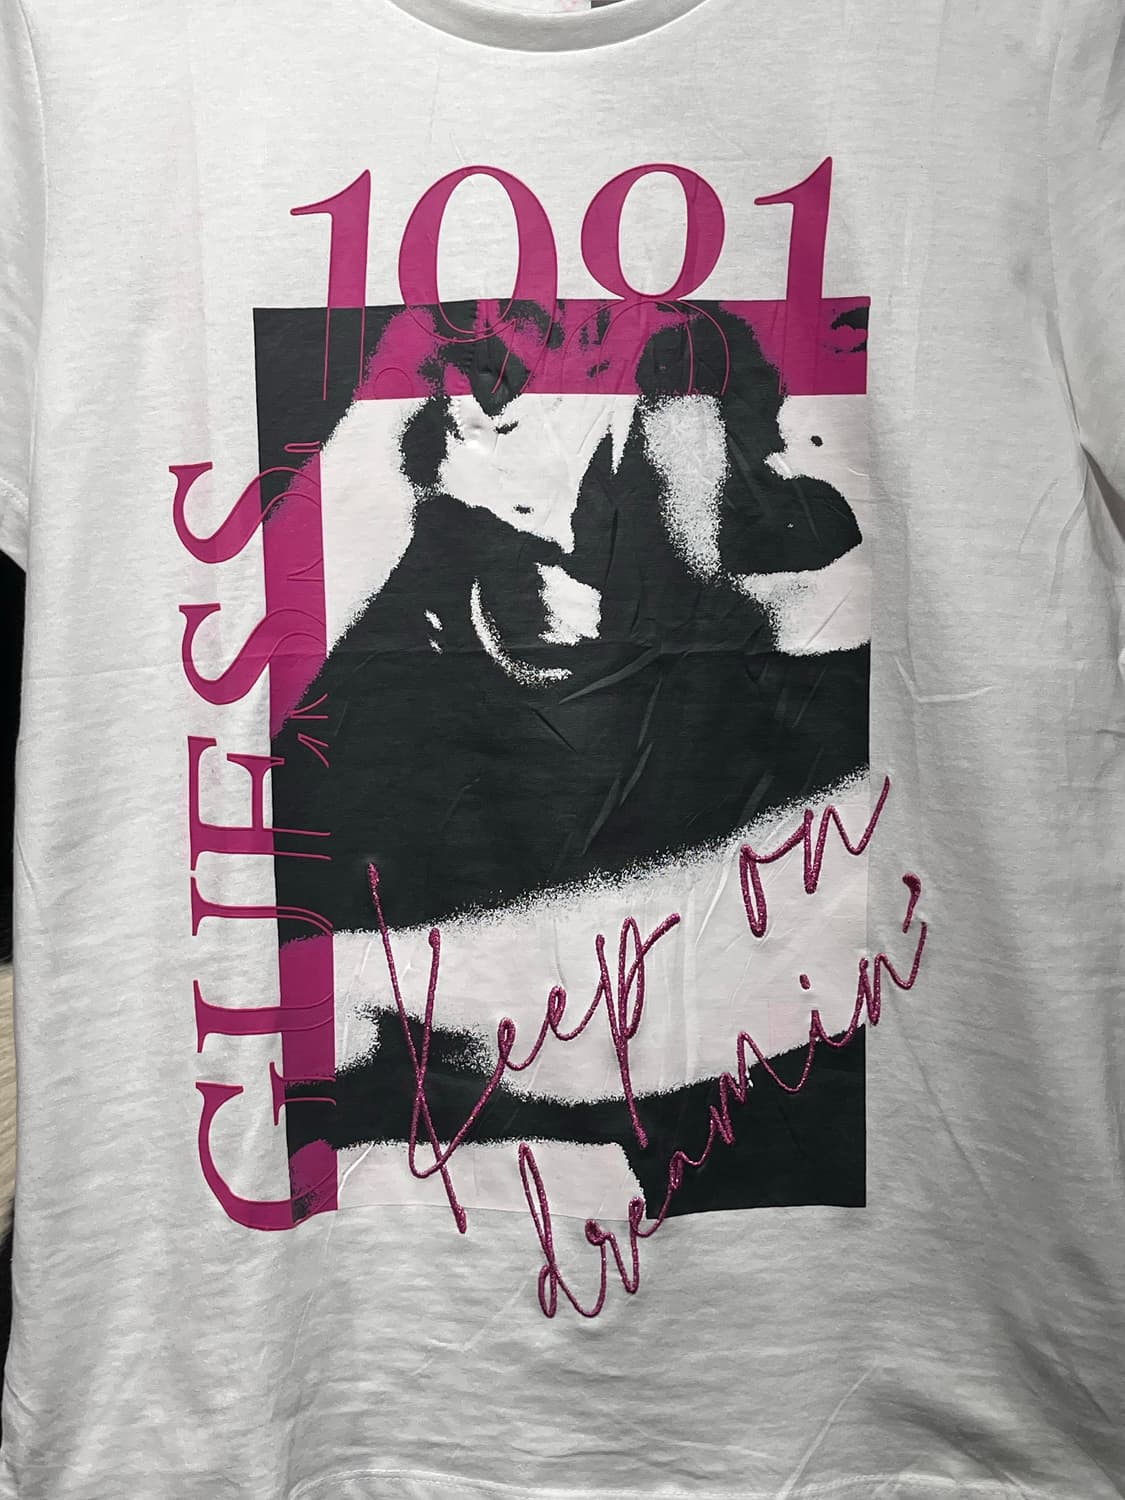 1981
GUESS
Keep on
dreamin'